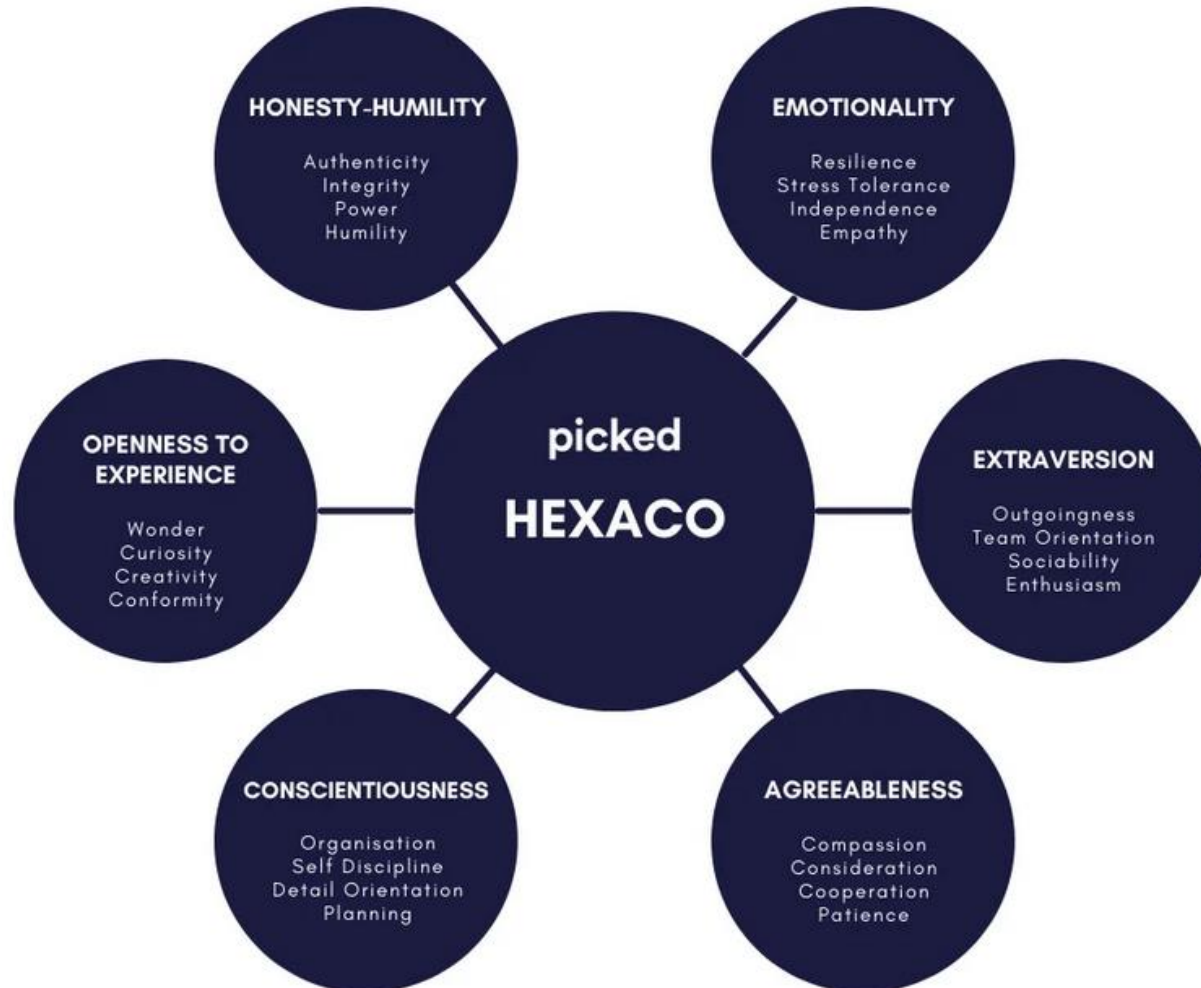 HONESTY-HUMILITY
Authenticity
Integrity
Power
Humility
EMOTIONALITY
Resilience
Stress Tolerance
Independence
Empathy
picked
HEXACO
OPENNESS TO
EXPERIENCE
Wonder
Curiosity
Creativity
Conformity
EXTRAVERSION
Outgoingness
Team Orientation
Sociability
Enthusiasm
CONSCIENTIOUSNESS
Organisation
Self Discipline
Detail Orientation
Planning
AGREEABLENESS
Compassion
Consideration
Cooperation
Patience